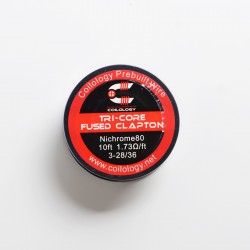 Coilology Prebuilt Wire
COILOLOGY
TRI-CORE
FUSED CLAPTON
Nichrome80
10ft 1.73Ω/ft
3-28/36
www.coilology.net